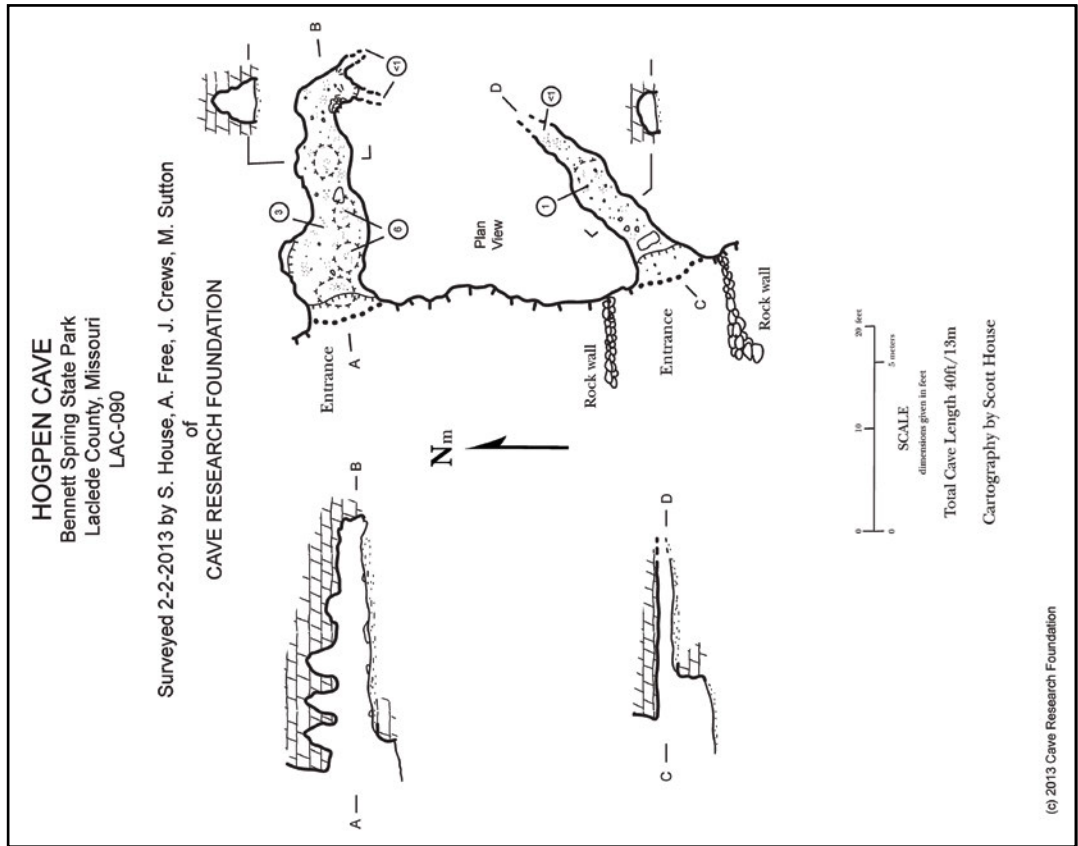 HOGPEN CAVE
Bennett Spring State Park
Laclede County, Missouri
LAC-090
Surveyed 2-2-2013 by S. House, A. Free, J. Crews, M. Sutton
of
CAVE RESEARCH FOUNDATION
A
B
Nm
Entrance
A
3
6
B
<1
Plan
View
L
L
D
<1
1
Rock wall
Entrance
C
Rock wall
C
D
0
10
20 feet
0
5 meters
SCALE
dimensions given in feet
Total Cave Length 40ft/13m
Cartography by Scott House
(c) 2013 Cave Research Foundation